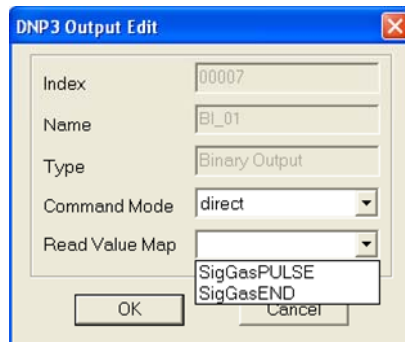 DNP3 Output Edit
Index 00007
Name BI_01
Type Binary Output
Command Mode direct
Read Value Map
SigGasPULSE
SigGasEND
OK Cancel